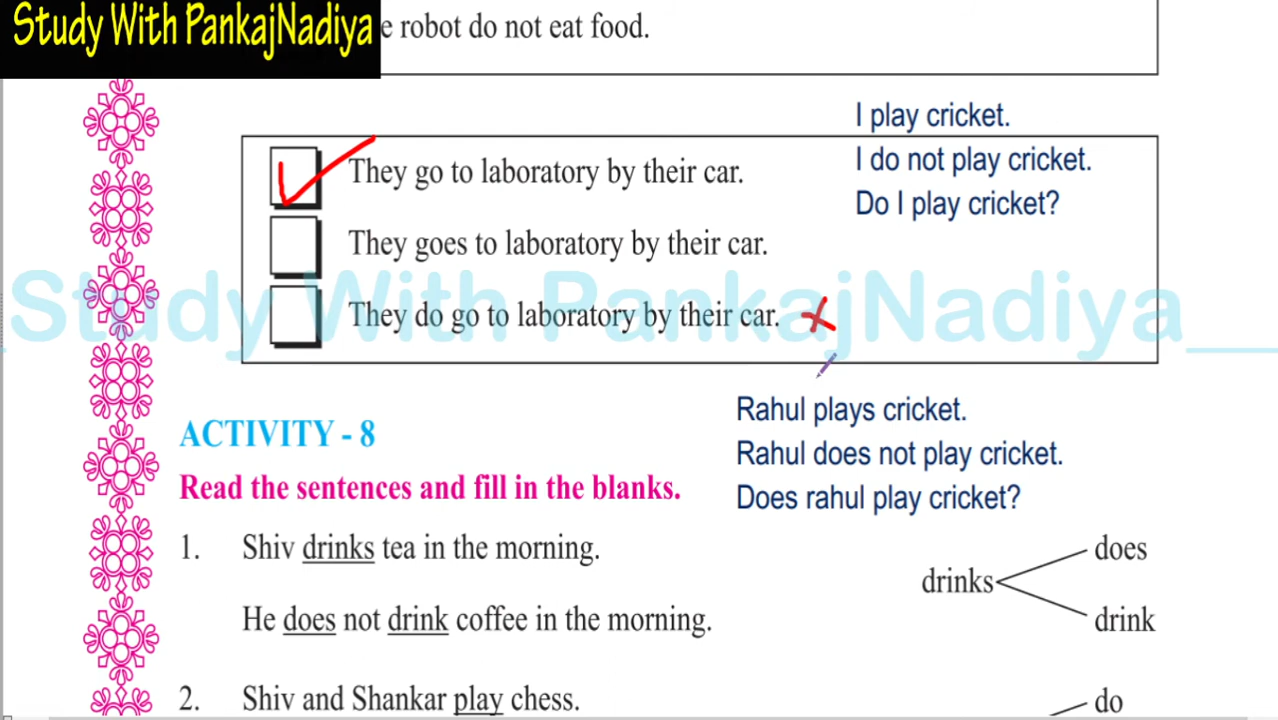 Study With PankajNadiya
e robot do not eat food.
I play cricket.
They go to laboratory by their car.
I do not play cricket.
Do I play cricket?
They goes to laboratory by their car.
Study With PankajNadiya
They do go to laboratory by their car.
Rahul plays cricket.
ACTIVITY - 8
Rahul does not play cricket.
Read the sentences and fill in the blanks.
Does rahul play cricket?
1. Shiv drinks tea in the morning.
does
drinks
He does not drink coffee in the morning.
drink
2. Shiv and Shankar play chess.
do